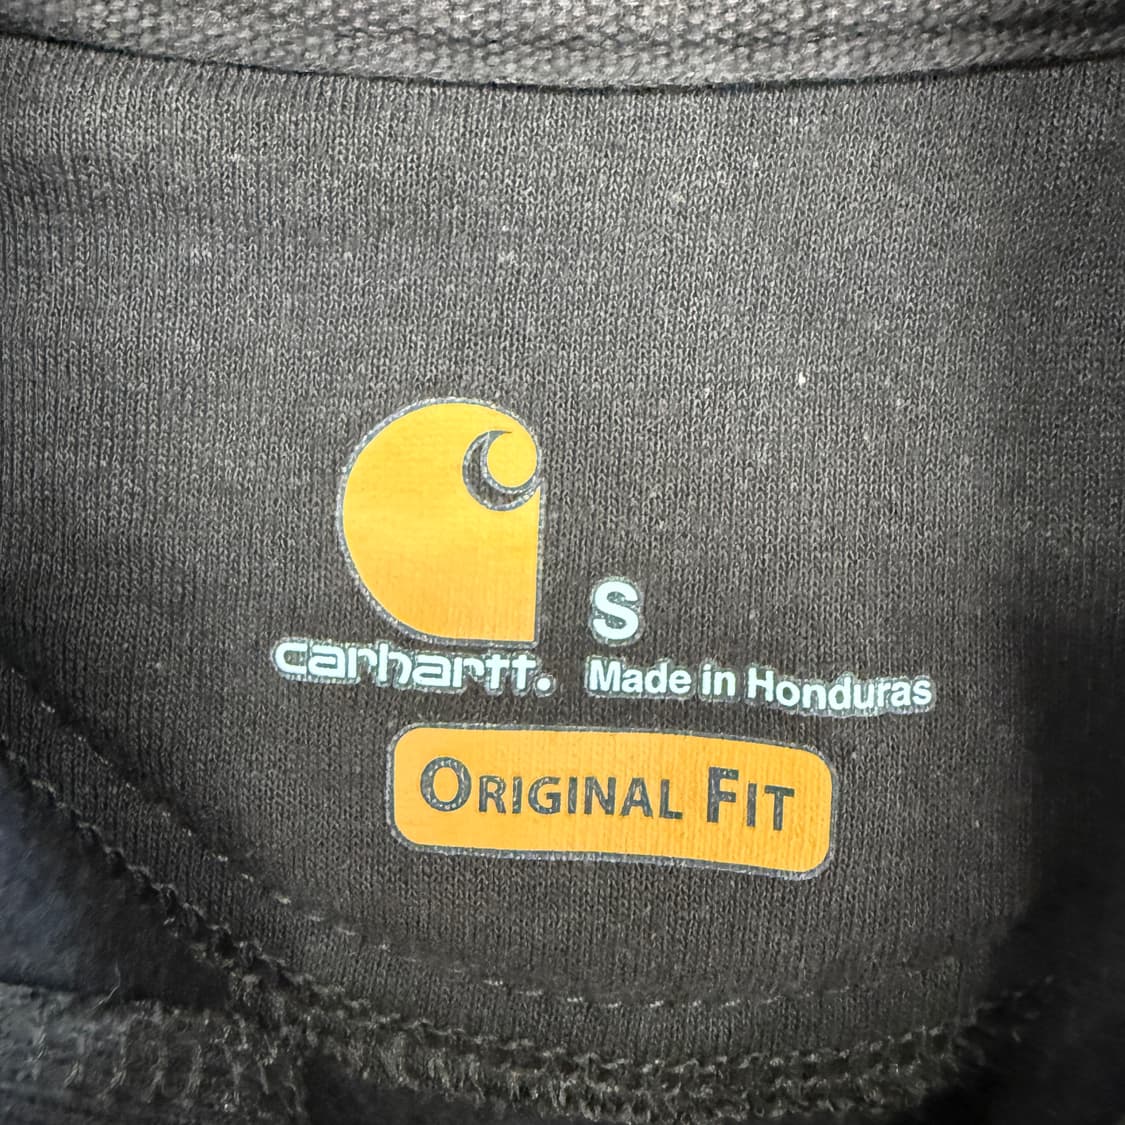 S
carhartt.
Made in Honduras
ORIGINAL FIT